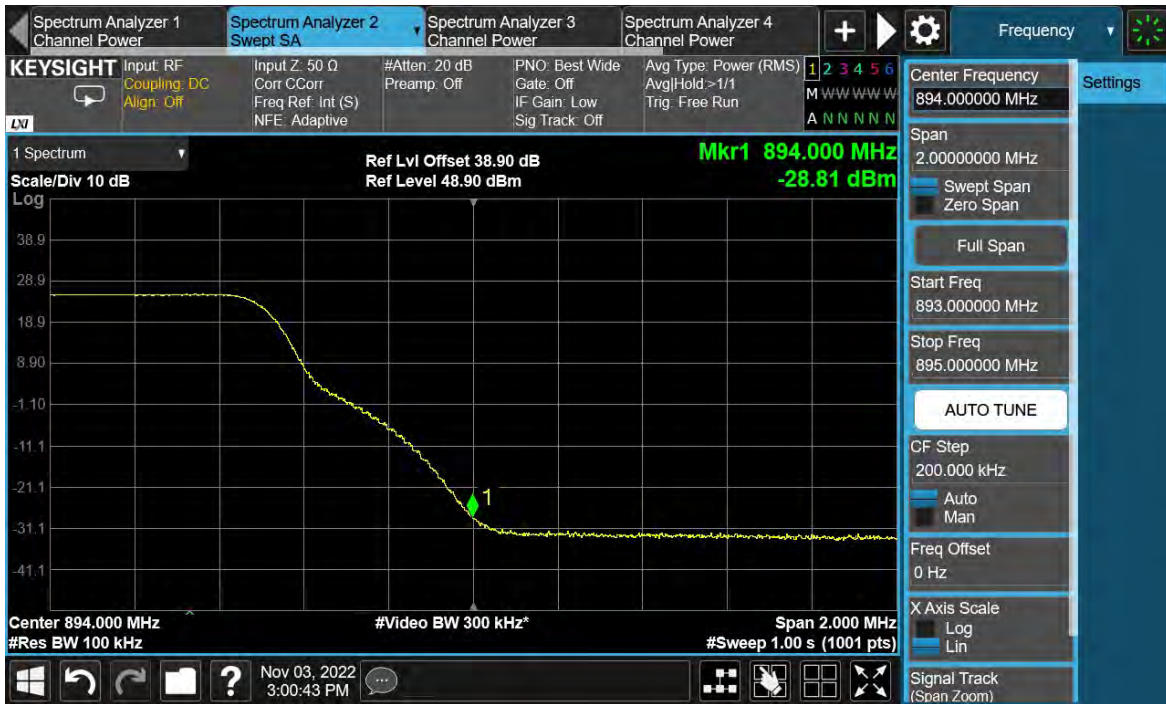 Spectrum Analyzer 1
Channel Power
Spectrum Analyzer 2
Swept SA
Spectrum Analyzer 3
Channel Power
Spectrum Analyzer 4
Channel Power
Frequency
KEYSIGHT
LXI
Input: RF
Coupling: DC
Align: Off
Input Z: 50 Ω
Corr CCorr
Freq Ref: Int (S)
NFE: Adaptive
#Atten: 20 dB
Preamp: Off
PNO: Best Wide
Gate: Off
IF Gain: Low
Sig Track: Off
Avg Type: Power (RMS)
Avg|Hold:>1/1
Trig: Free Run
1 2 3 4 5 6
M W W W W W
A N N N N N
1 Spectrum
Scale/Div 10 dB
Ref Lvl Offset 38.90 dB
Ref Level 48.90 dBm
Mkr1 894.000 MHz
-28.81 dBm
Log
38.9
28.9
18.9
8.90
-1.10
-11.1
-21.1
-31.1
-41.1
1
Center 894.000 MHz
#Res BW 100 kHz
#Video BW 300 kHz*
Span 2.000 MHz
#Sweep 1.00 s (1001 pts)
Nov 03, 2022
3:00:43 PM
Center Frequency
894.000000 MHz
Span
2.00000000 MHz
Swept Span
Zero Span
Full Span
Start Freq
893.000000 MHz
Stop Freq
895.000000 MHz
AUTO TUNE
CF Step
200.000 kHz
Auto
Man
Freq Offset
0 Hz
X Axis Scale
Log
Lin
Signal Track
(Span Zoom)
Settings